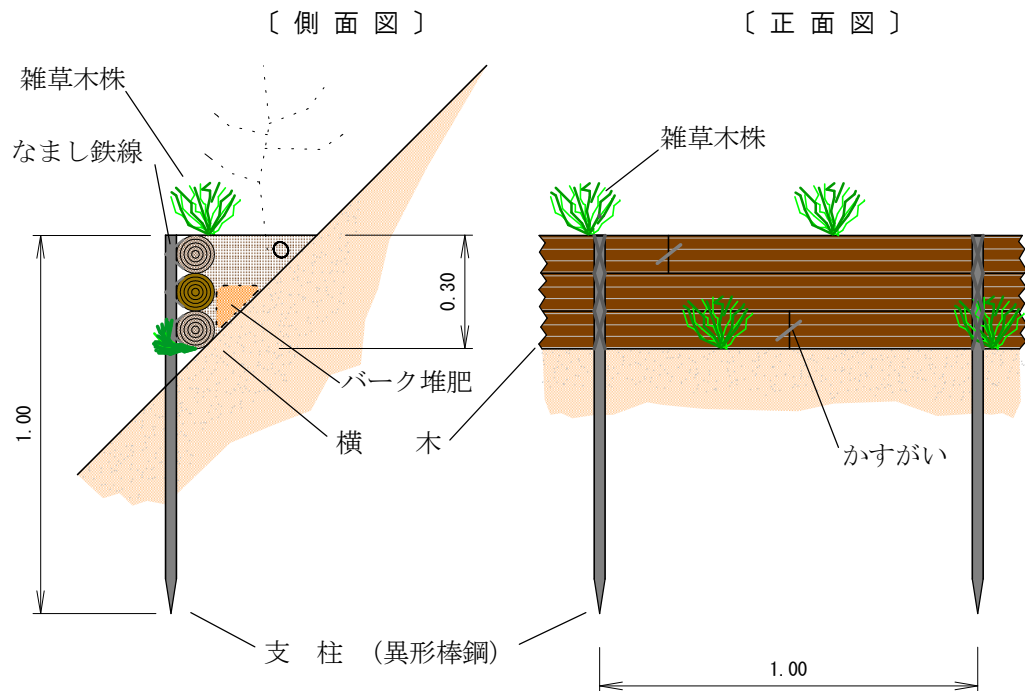 〔 側 面 図 〕
〔 正 面 図 〕
雑草木株
なまし鉄線
雑草木株
1.00
0.30
バーク堆肥
横 木
かすがい
支 柱 （異形棒鋼）
1.00